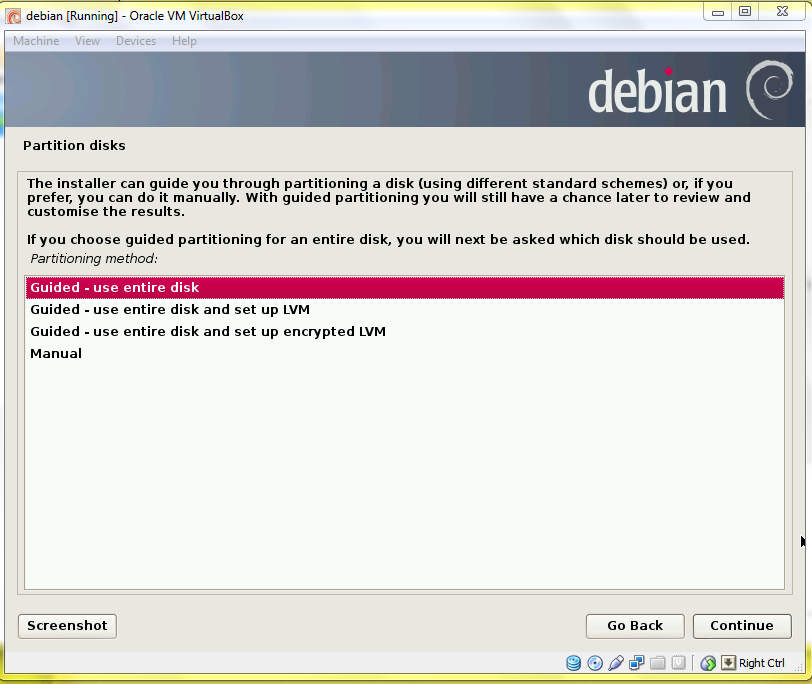 debian [Running] - Oracle VM VirtualBox
Machine View Devices Help
debian
Partition disks
The installer can guide you through partitioning a disk (using different standard schemes) or, if you
prefer, you can do it manually. With guided partitioning you will still have a chance later to review and
customise the results.
If you choose guided partitioning for an entire disk, you will next be asked which disk should be used.
Partitioning method:
Guided - use entire disk
Guided - use entire disk and set up LVM
Guided - use entire disk and set up encrypted LVM
Manual
Screenshot Go Back Continue
Right Ctrl